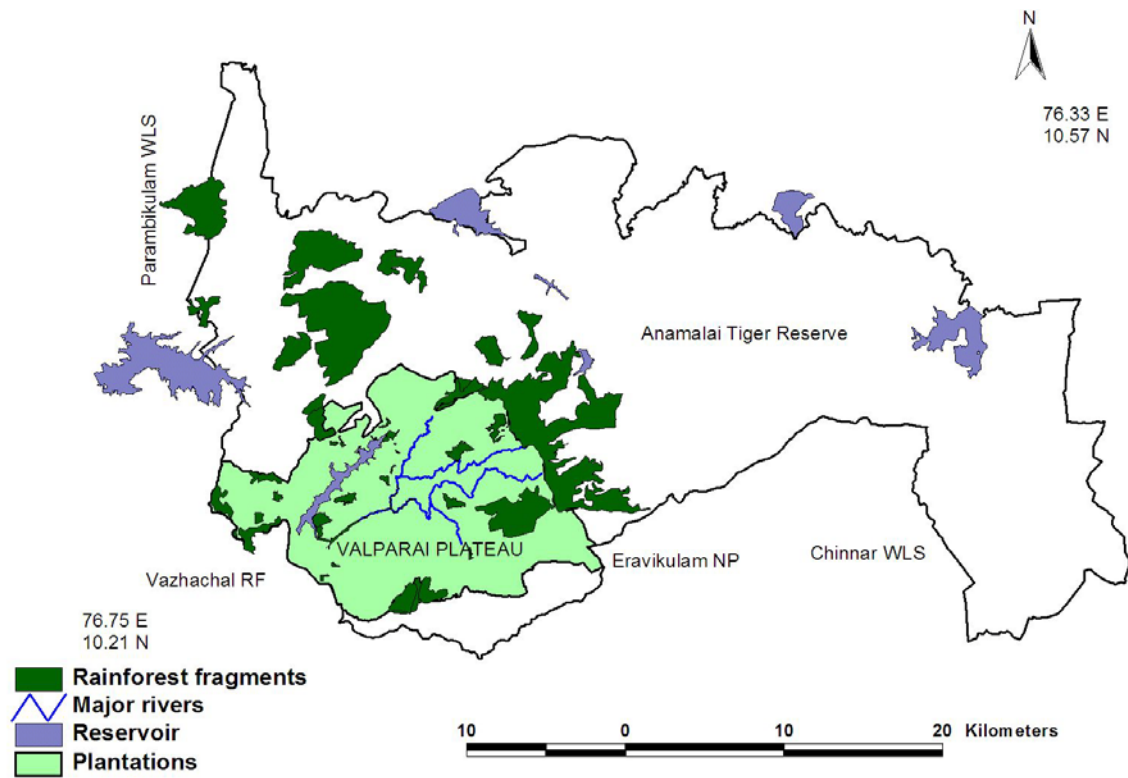 N
76.33 E
10.57 N
Parambikulam WLS
Anamalai Tiger Reserve
VALPARAI PLATEAU
Eravikulam NP
Chinnar WLS
Vazhachal RF
76.75 E
10.21 N
Rainforest fragments
Major rivers
Reservoir
Plantations
10 0 10 20 Kilometers